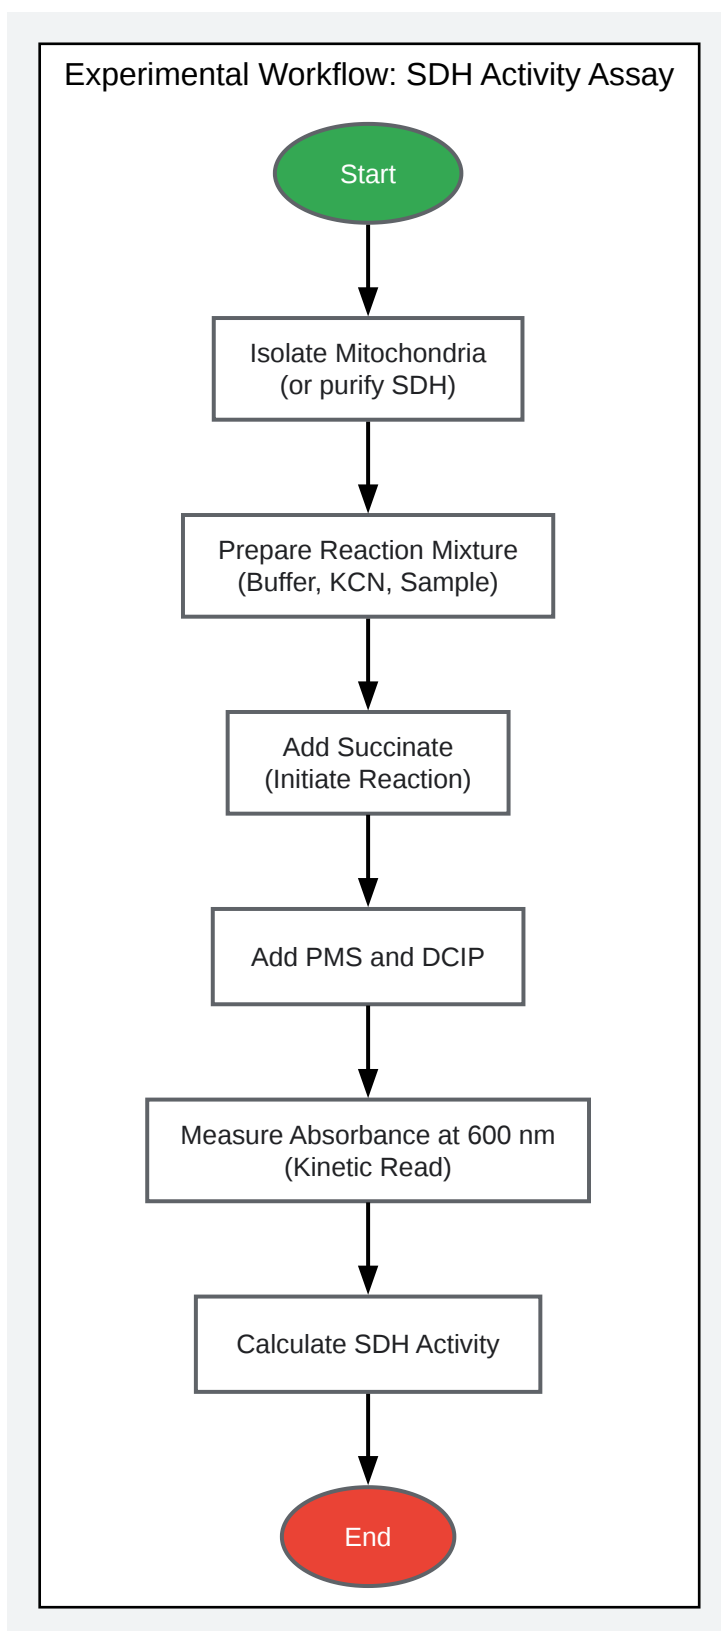 Experimental Workflow: SDH Activity Assay
Start
Isolate Mitochondria
(or purify SDH)
Prepare Reaction Mixture
(Buffer, KCN, Sample)
Add Succinate
(Initiate Reaction)
Add PMS and DCIP
Measure Absorbance at 600 nm
(Kinetic Read)
Calculate SDH Activity
End